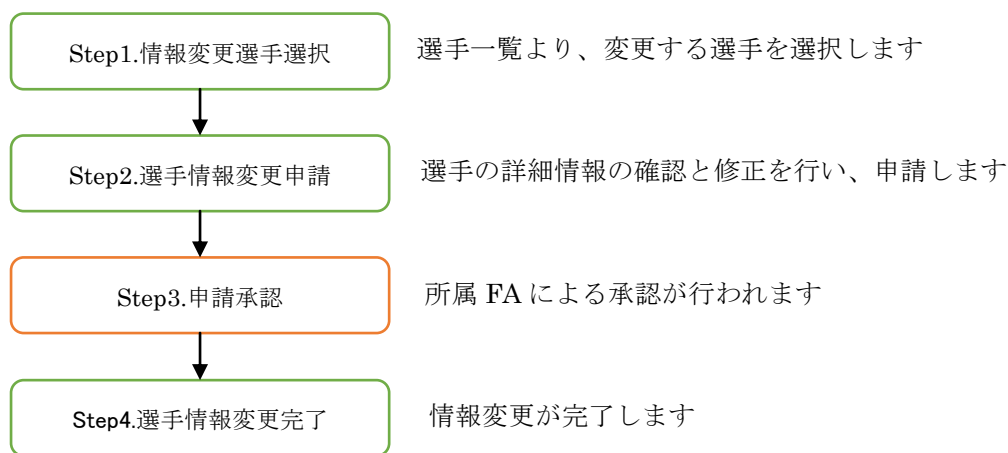 Step1.情報変更選手選択
選手一覧より、変更する選手を選択します
Step2.選手情報変更申請
選手の詳細情報の確認と修正を行い、申請します
Step3.申請承認
所属 FA による承認が行われます
Step4.選手情報変更完了
情報変更が完了します